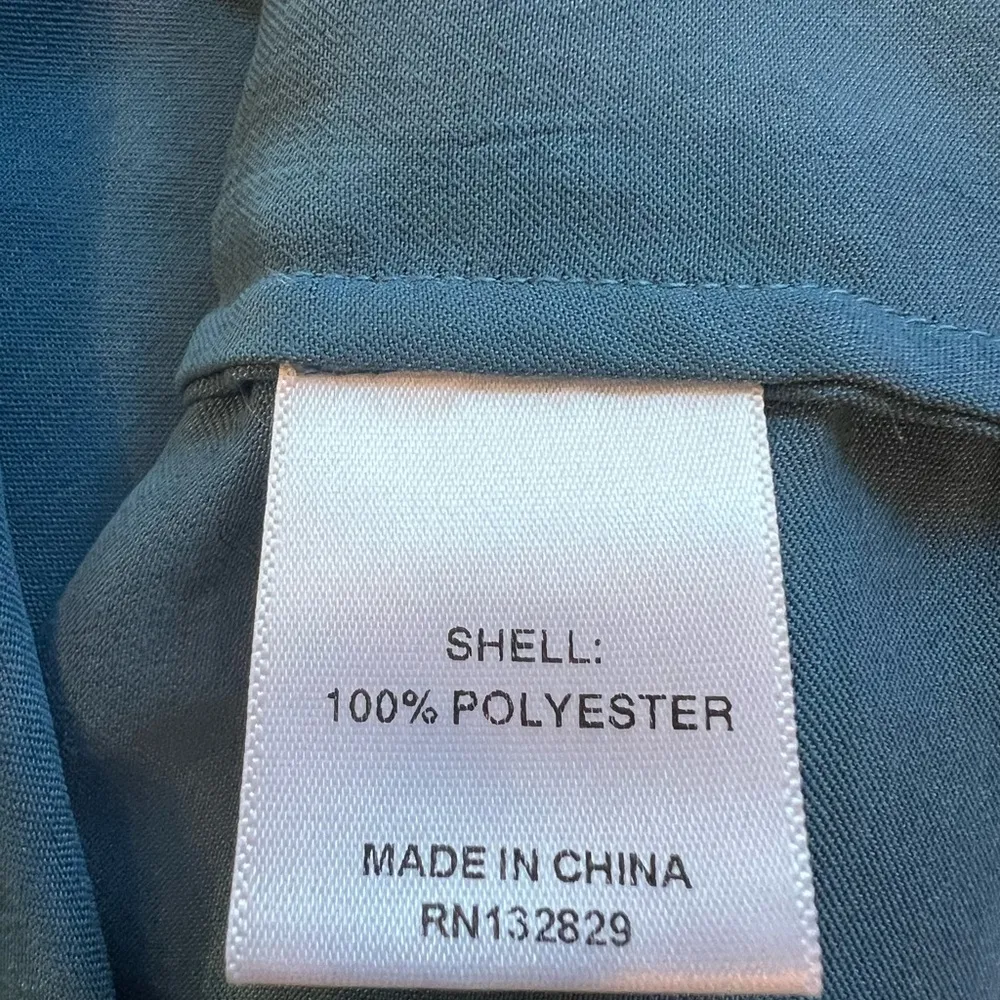 SHELL:
100% POLYESTER
MADE IN CHINA
RN132829